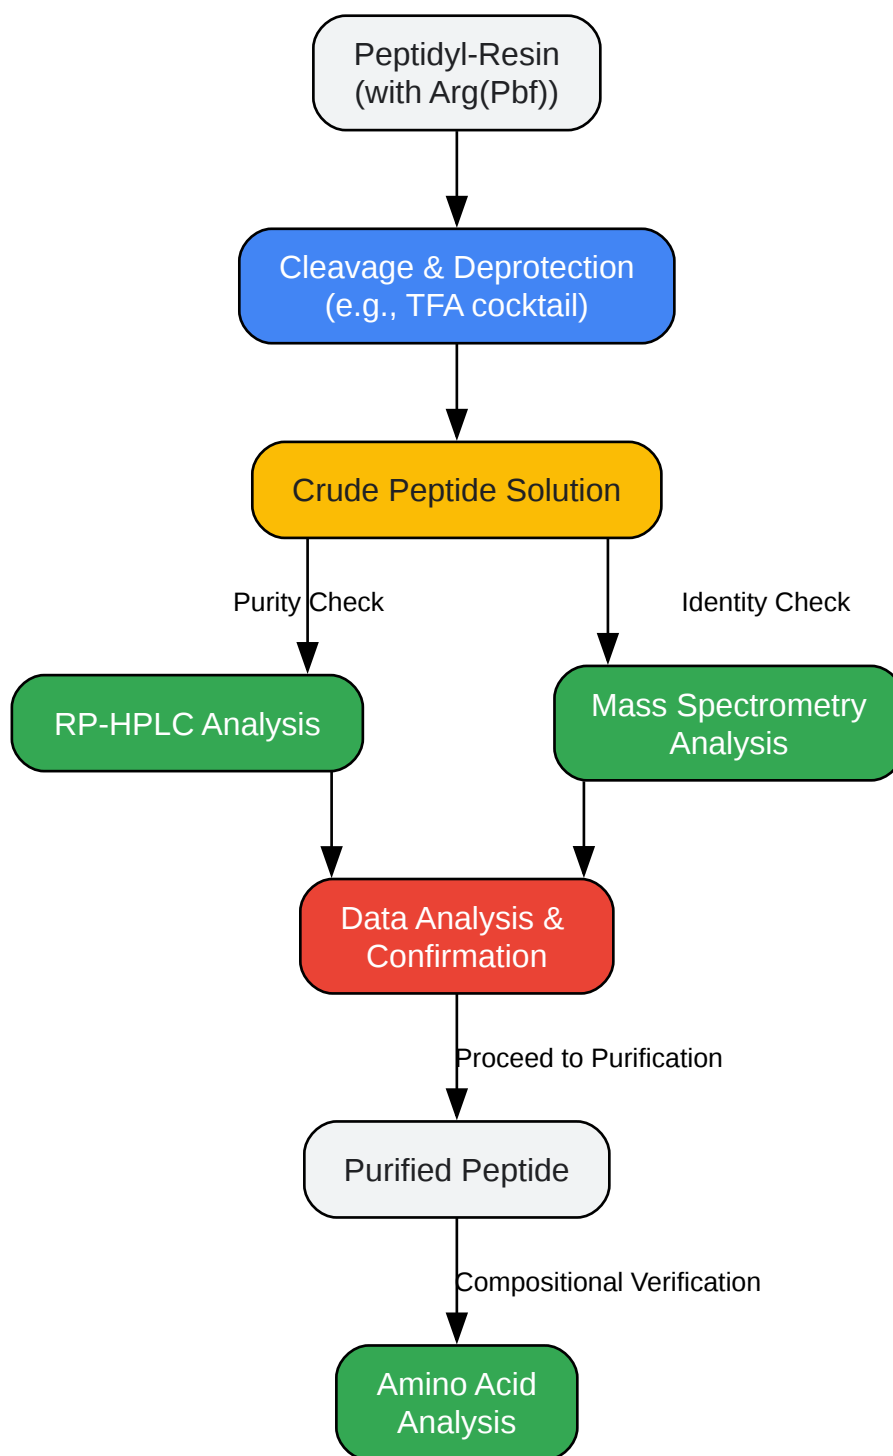 Peptidyl-Resin
(with Arg(Pbf))
Cleavage & Deprotection
(e.g., TFA cocktail)
Crude Peptide Solution
Purity Check
Identity Check
RP-HPLC Analysis
Mass Spectrometry
Analysis
Data Analysis &
Confirmation
Proceed to Purification
Purified Peptide
Compositional Verification
Amino Acid
Analysis